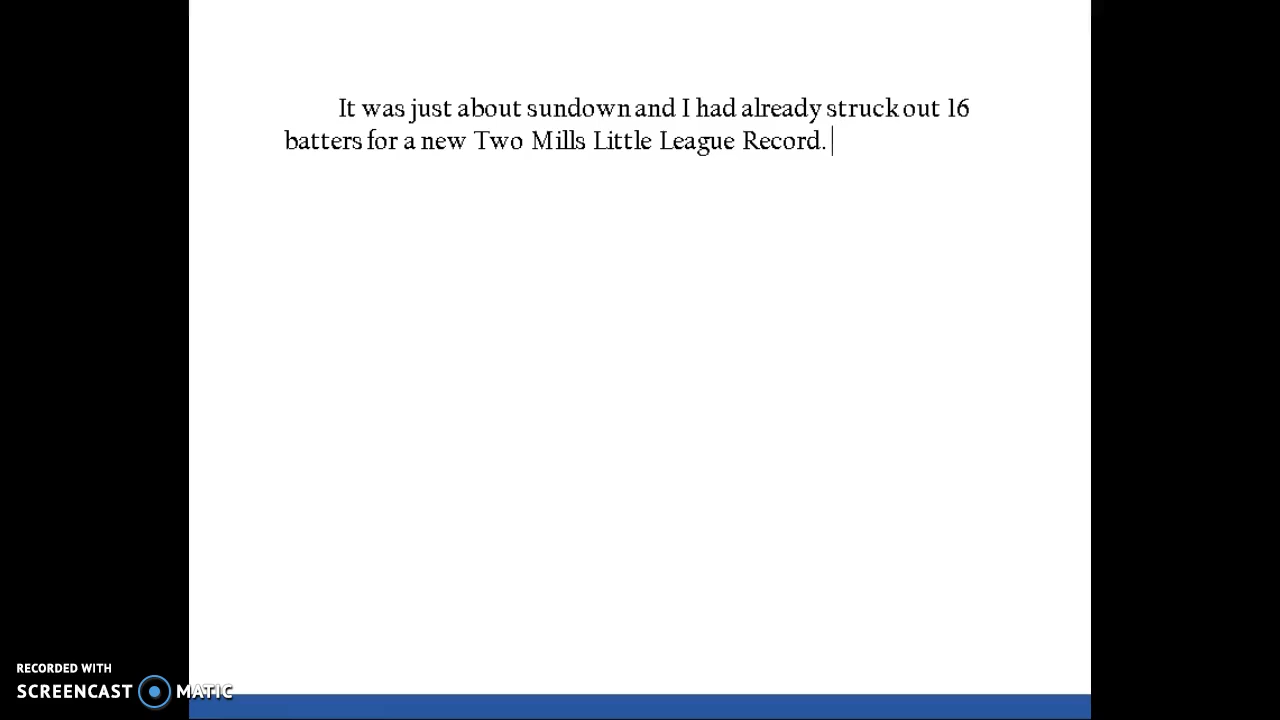 It was just about sundown and I had already struck out 16
batters for a new Two Mills Little League Record.
RECORDED WITH
SCREENCAST MATIC